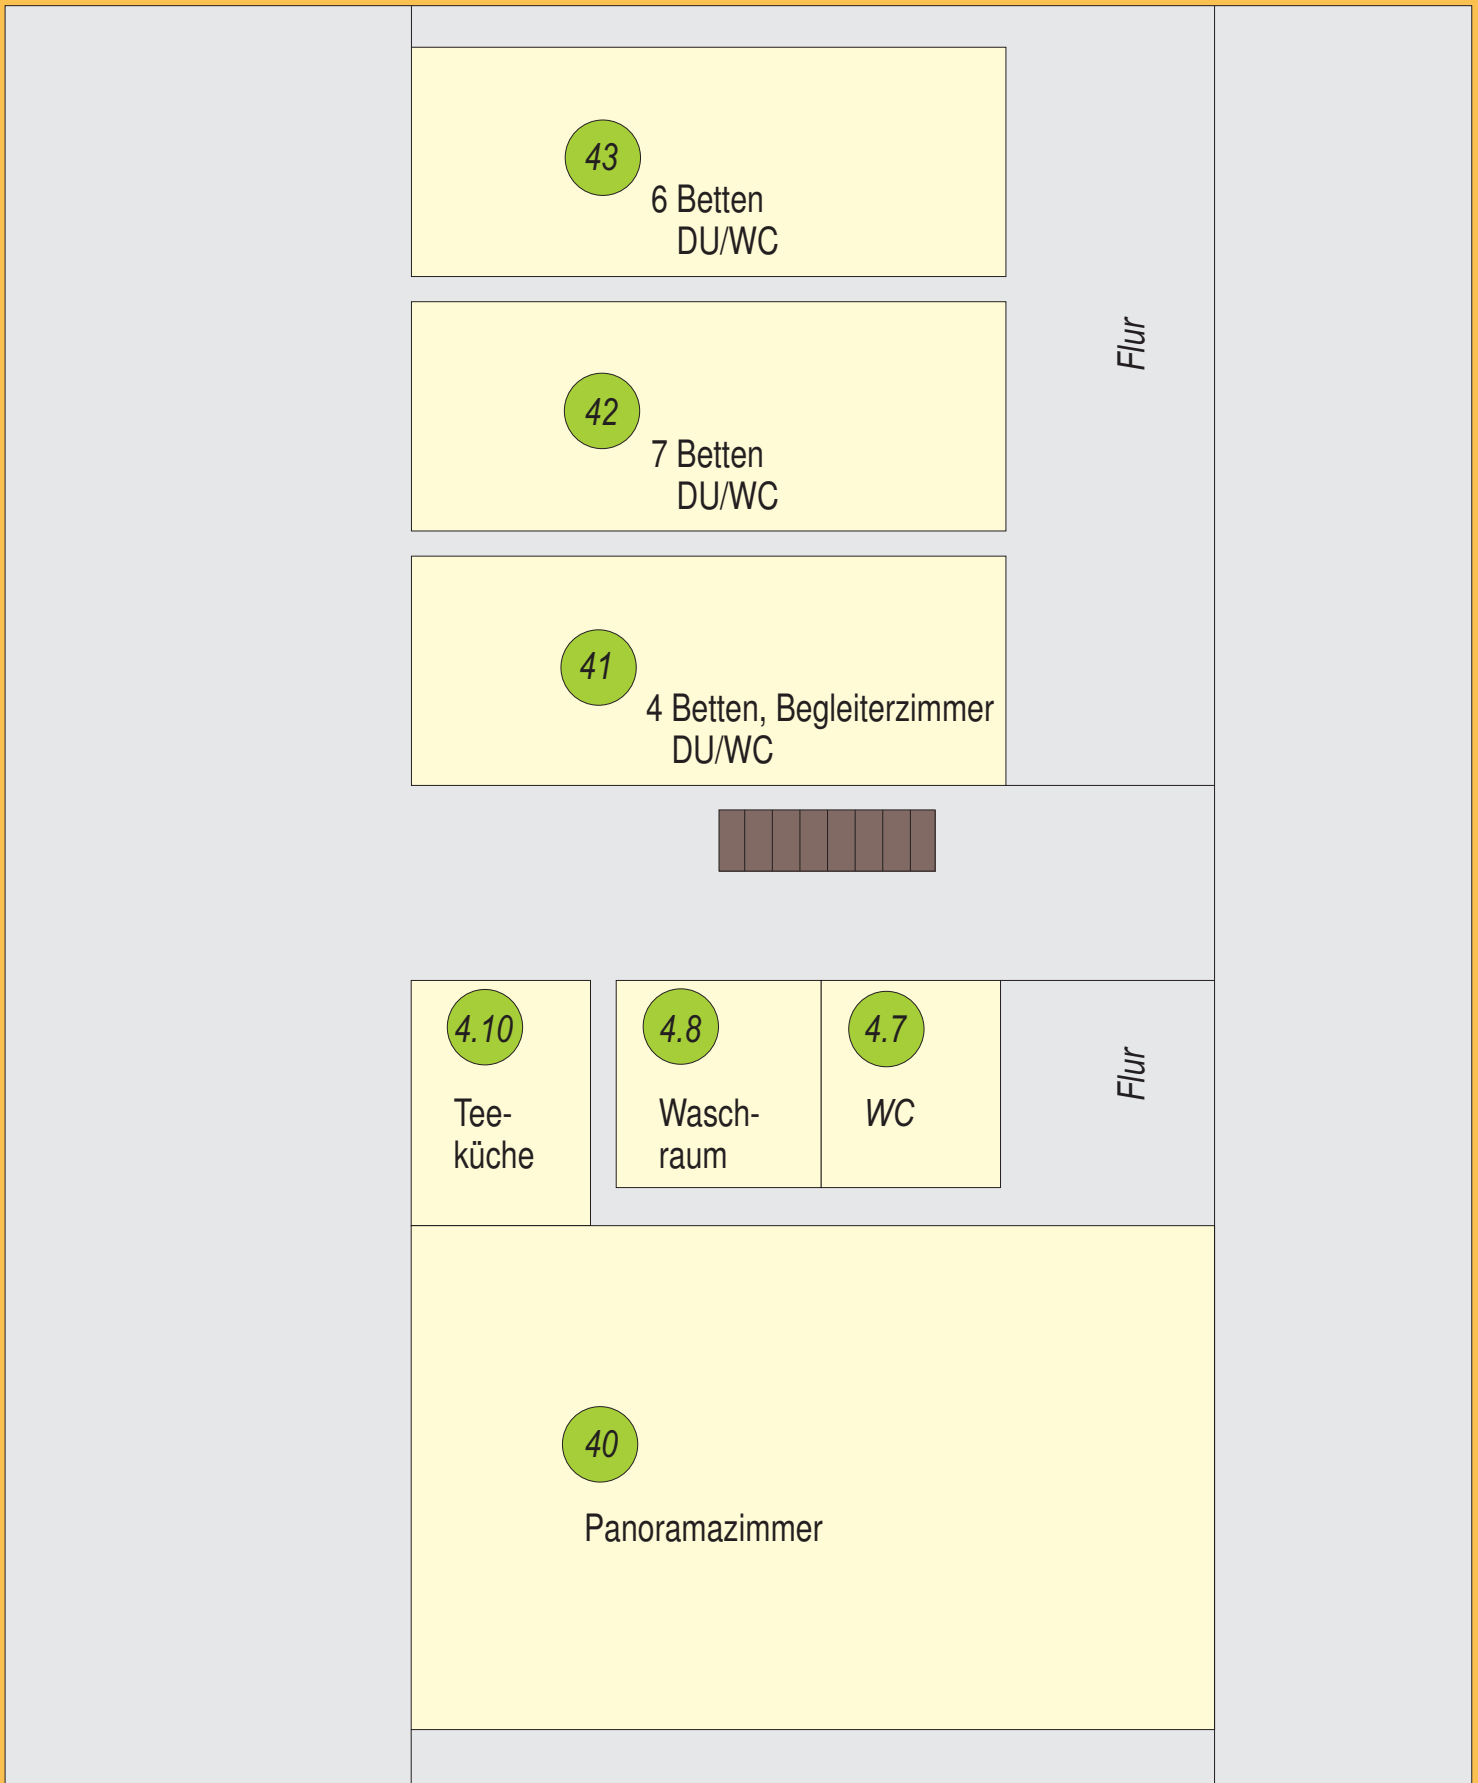 43
6 Betten
DU/WC
Flur
42
7 Betten
DU/WC
41
4 Betten, Begleiterzimmer
DU/WC
4.10
Tee-
küche
4.8
Wasch-
raum
4.7
WC
Flur
40
Panoramazimmer